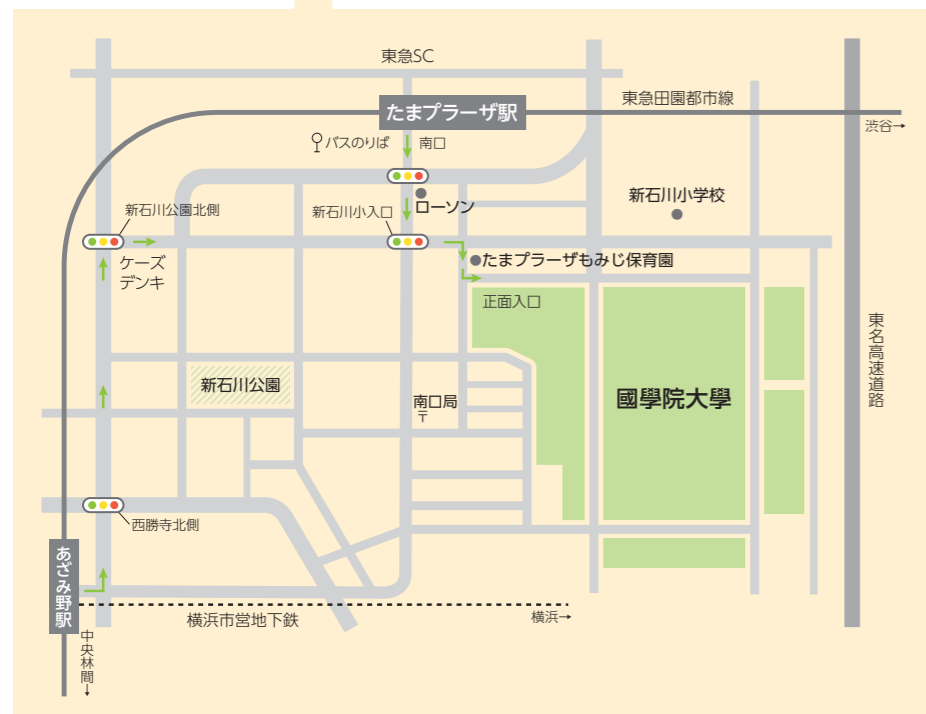 東急SC
たまプラーザ駅
東急田園都市線
渋谷→
バスのりば
南口
新石川小学校
ローソン
新石川公園北側
新石川小入口
ケーズ
デンキ
たまプラーザもみじ保育園
正面入口
東名高速道路
新石川公園
南口局
〒
國學院大學
西勝寺北側
あざみ野駅
横浜市営地下鉄
横浜→
中央林間→